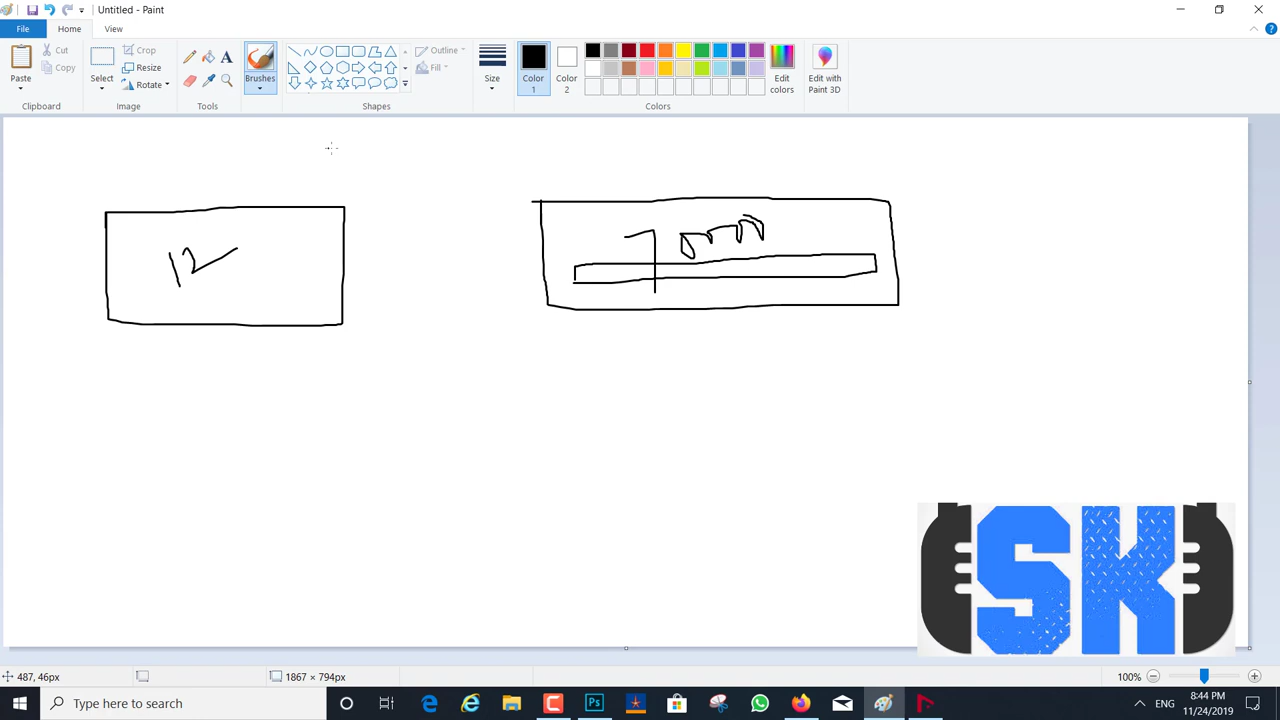 Untitled - Paint
File
Home
View
Paste
Cut
Copy
Clipboard
Select
Crop
Resize
Rotate
Image
Tools
Brushes
Shapes
Outline
Fill
Size
Color 1
Color 2
Edit colors
Colors
Edit with Paint 3D
SK
487, 46px
1867 × 794px
100%
Type here to search
Ps
ENG
8:44 PM
11/24/2019